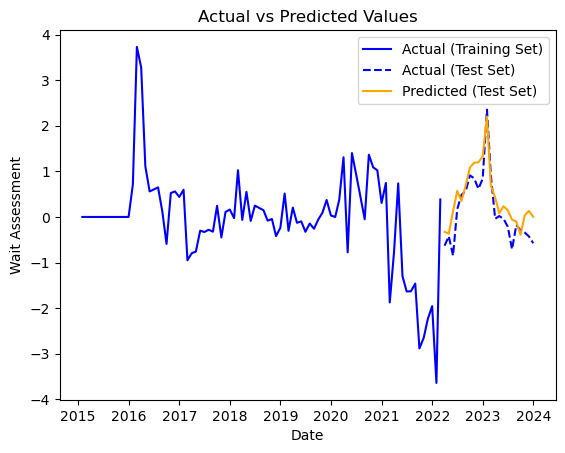 Actual vs Predicted Values
Actual (Training Set)
Actual (Test Set)
Predicted (Test Set)
Wait Assessment
4
3
2
1
0
−1
−2
−3
−4
2015 2016 2017 2018 2019 2020 2021 2022 2023 2024
Date